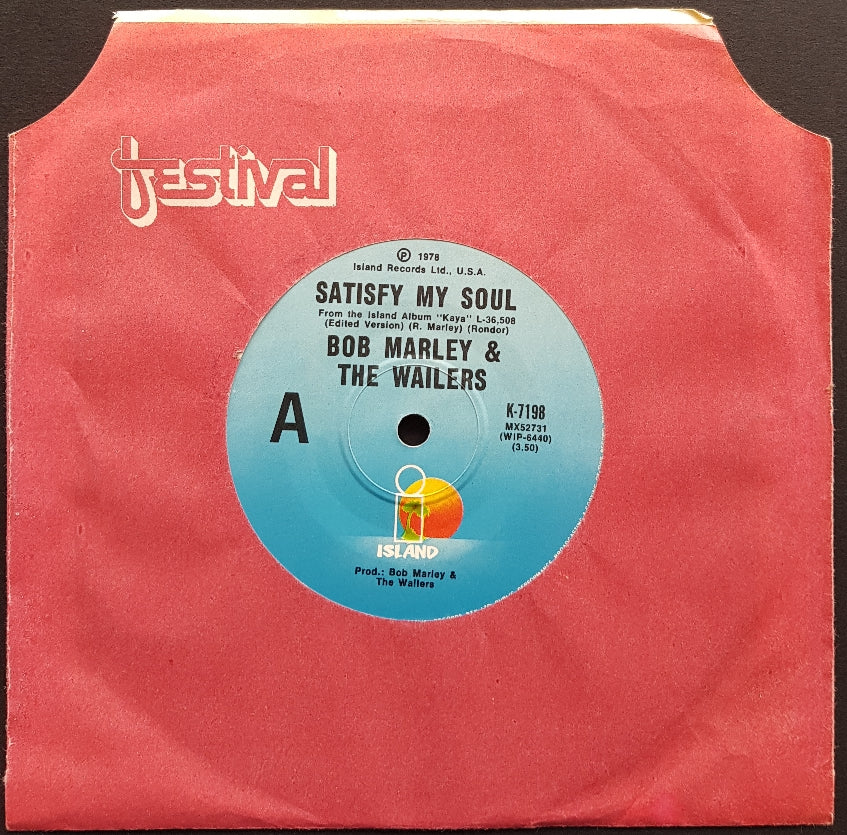 festival
℗ 1978
Island Records Ltd., U.S.A.
SATISFY MY SOUL
From the Island Album "Kaya" L-36,508
(Edited Version) (R. Marley) (Rondor)
BOB MARLEY &
THE WAILERS
A
K-7198
MX52731
(WIP-6440)
(3.50)
ISLAND
Prod.: Bob Marley &
The Wailers